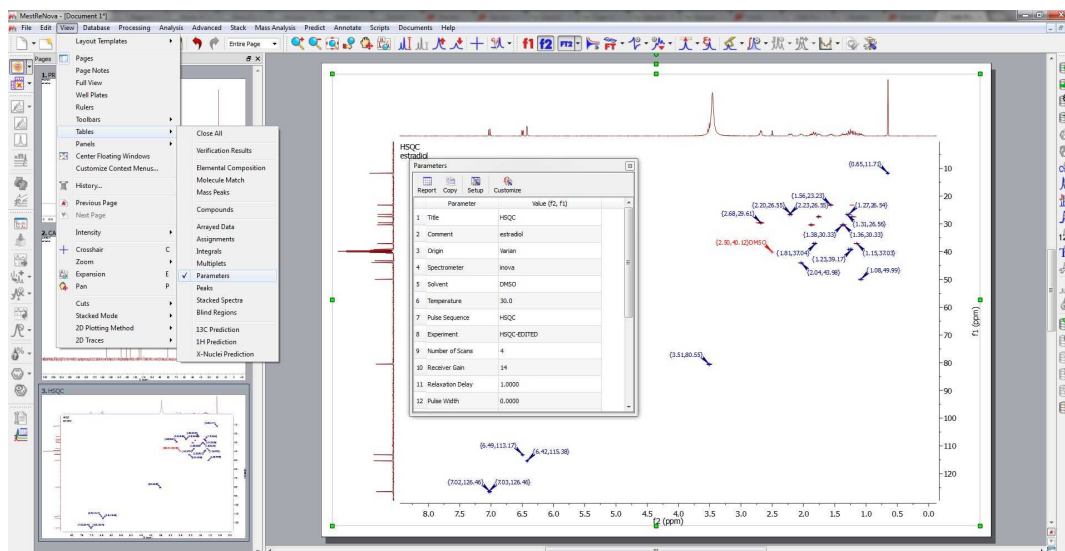 MestReNova - [Document 1*]
File Edit View Database Processing Analysis Advanced Stack Mass Analysis Predict Annotate Scripts Documents Help
Entire Page
f1 f2 FT2
Pages
Layout Templates
Pages
Page Notes
Full View
Well Plates
Rulers
Toolbars
Tables
Panels
Center Floating Windows
Customize Context Menus...
History...
Previous Page
Next Page
Intensity
Crosshair C
Zoom
Expansion E
Pan P
Cuts
Stacked Mode
2D Plotting Method
2D Traces
Close All
Verification Results
Elemental Composition
Molecule Match
Mass Peaks
Compounds
Arrayed Data
Assignments
Integrals
Multiplets
Parameters
Peaks
Stacked Spectra
Blind Regions
13C Prediction
1H Prediction
X-Nuclei Prediction
3. HSQC
HSQC
estradiol
Parameters
Report Copy Setup Customize
Parameter Value (f2, f1)
1 Title HSQC
2 Comment estradiol
3 Origin Varian
4 Spectrometer inova
5 Solvent DMSO
6 Temperature 30.0
7 Pulse Sequence HSQC
8 Experiment HSQC-EDITED
9 Number of Scans 4
10 Receiver Gain 14
11 Relaxation Delay 1.0000
12 Pulse Width 0.0000
{0.65,11.71}
{1.56,23.23}
{2.20,26.55} {2.23,26.55} {1.27,26.54}
{2.68,29.61} {1.31,26.56}
{1.38,30.33} {1.36,30.33}
{2.50,40.12}DMSO
{1.81,37.04} {1.23,39.17} {1.15,37.03}
{2.04,43.98} {1.08,49.99}
{3.51,80.55}
{6.49,113.17} {6.42,115.38}
{7.02,126.46} {7.03,126.46}
10
20
30
40
50
60
70
80
90
100
110
120
f1 (ppm)
8.0 7.5 7.0 6.5 6.0 5.5 5.0 4.5 4.0 3.5 3.0 2.5 2.0 1.5 1.0 0.5 0.0
f2 (ppm)